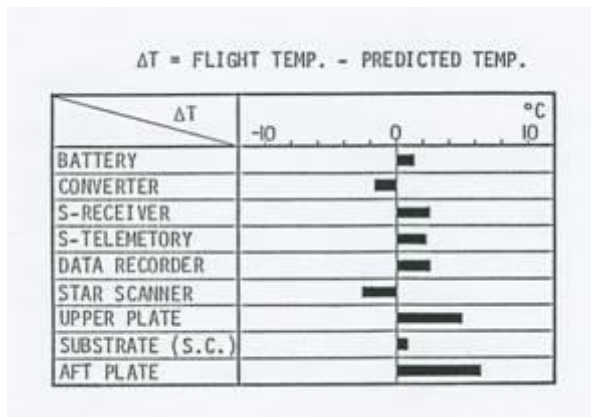 ΔT = FLIGHT TEMP. - PREDICTED TEMP.
ΔT °C
-10 0 10
BATTERY
CONVERTER
S-RECEIVER
S-TELEMETORY
DATA RECORDER
STAR SCANNER
UPPER PLATE
SUBSTRATE (S.C.)
AFT PLATE